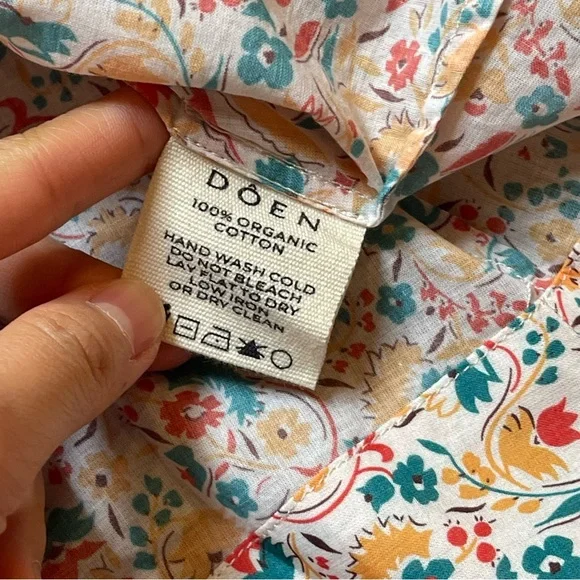 DÔEN
100% ORGANIC
COTTON
HAND WASH COLD
DO NOT BLEACH
LAY FLAT TO DRY
LOW IRON
OR DRY CLEAN